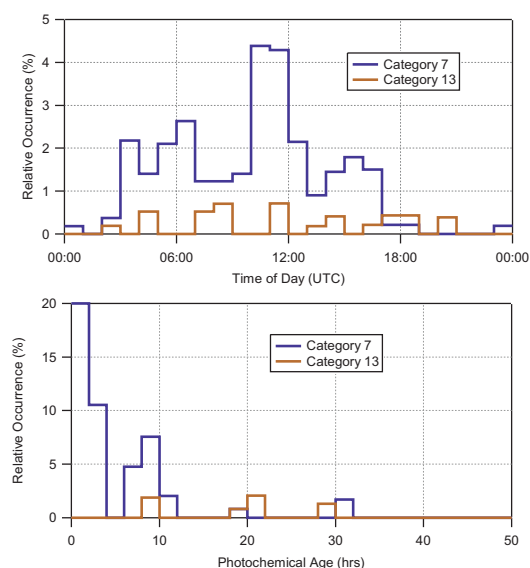 5
4
3
2
1
0
Relative Occurrence (%)
Category 7
Category 13
00:00 06:00 12:00 18:00 00:00
Time of Day (UTC)
20
15
10
5
0
Relative Occurrence (%)
Category 7
Category 13
0 10 20 30 40 50
Photochemical Age (hrs)